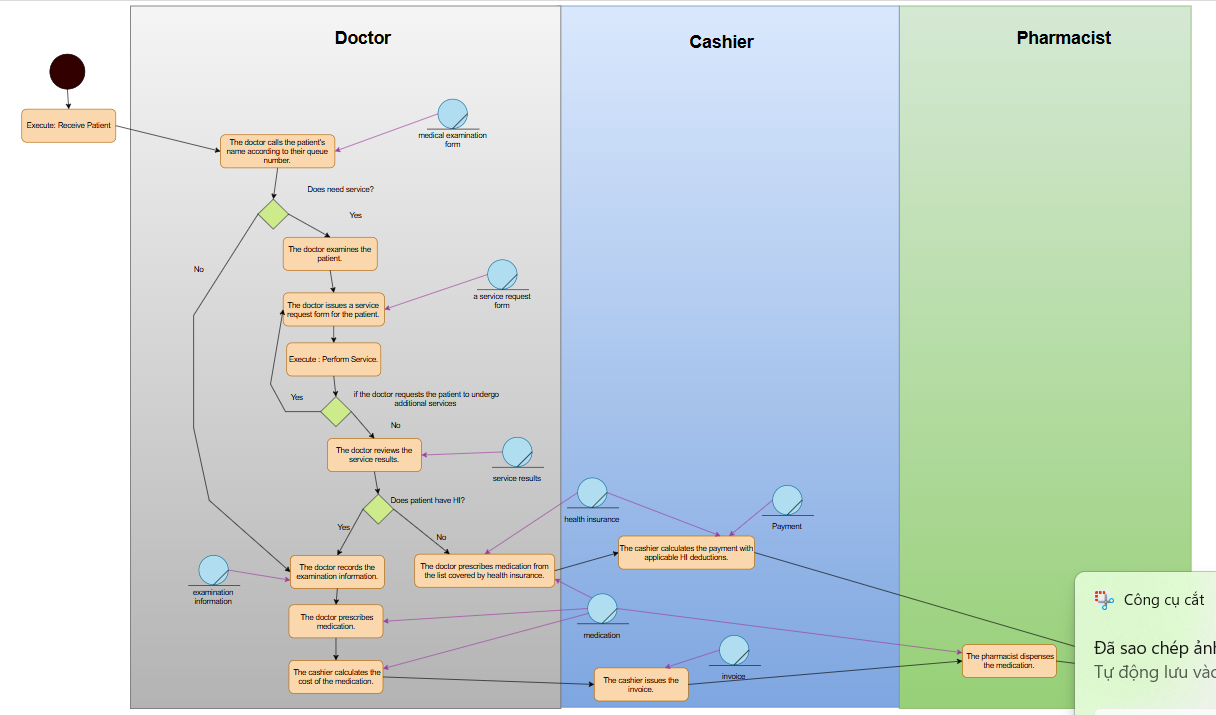 Doctor
Cashier
Pharmacist
Execute: Receive Patient
medical examination
form
The doctor calls the patient's
name according to their queue
number.
Does need service?
Yes
No
The doctor examines the
patient.
a service request
form
The doctor issues a service
request form for the patient.
Execute : Perform Service.
if the doctor requests the patient to undergo
additional services
Yes
No
The doctor reviews the
service results.
service results
Does patient have HI?
Yes
No
health insurance
Payment
The cashier calculates the payment with
applicable HI deductions.
The doctor records the
examination information.
The doctor prescribes medication from
the list covered by health insurance.
examination
information
The doctor prescribes
medication.
medication
The cashier calculates the
cost of the medication.
The cashier issues the
invoice.
invoice
The pharmacist dispenses
the medication.
Công cụ cắt
Đã sao chép
Tự động lưu